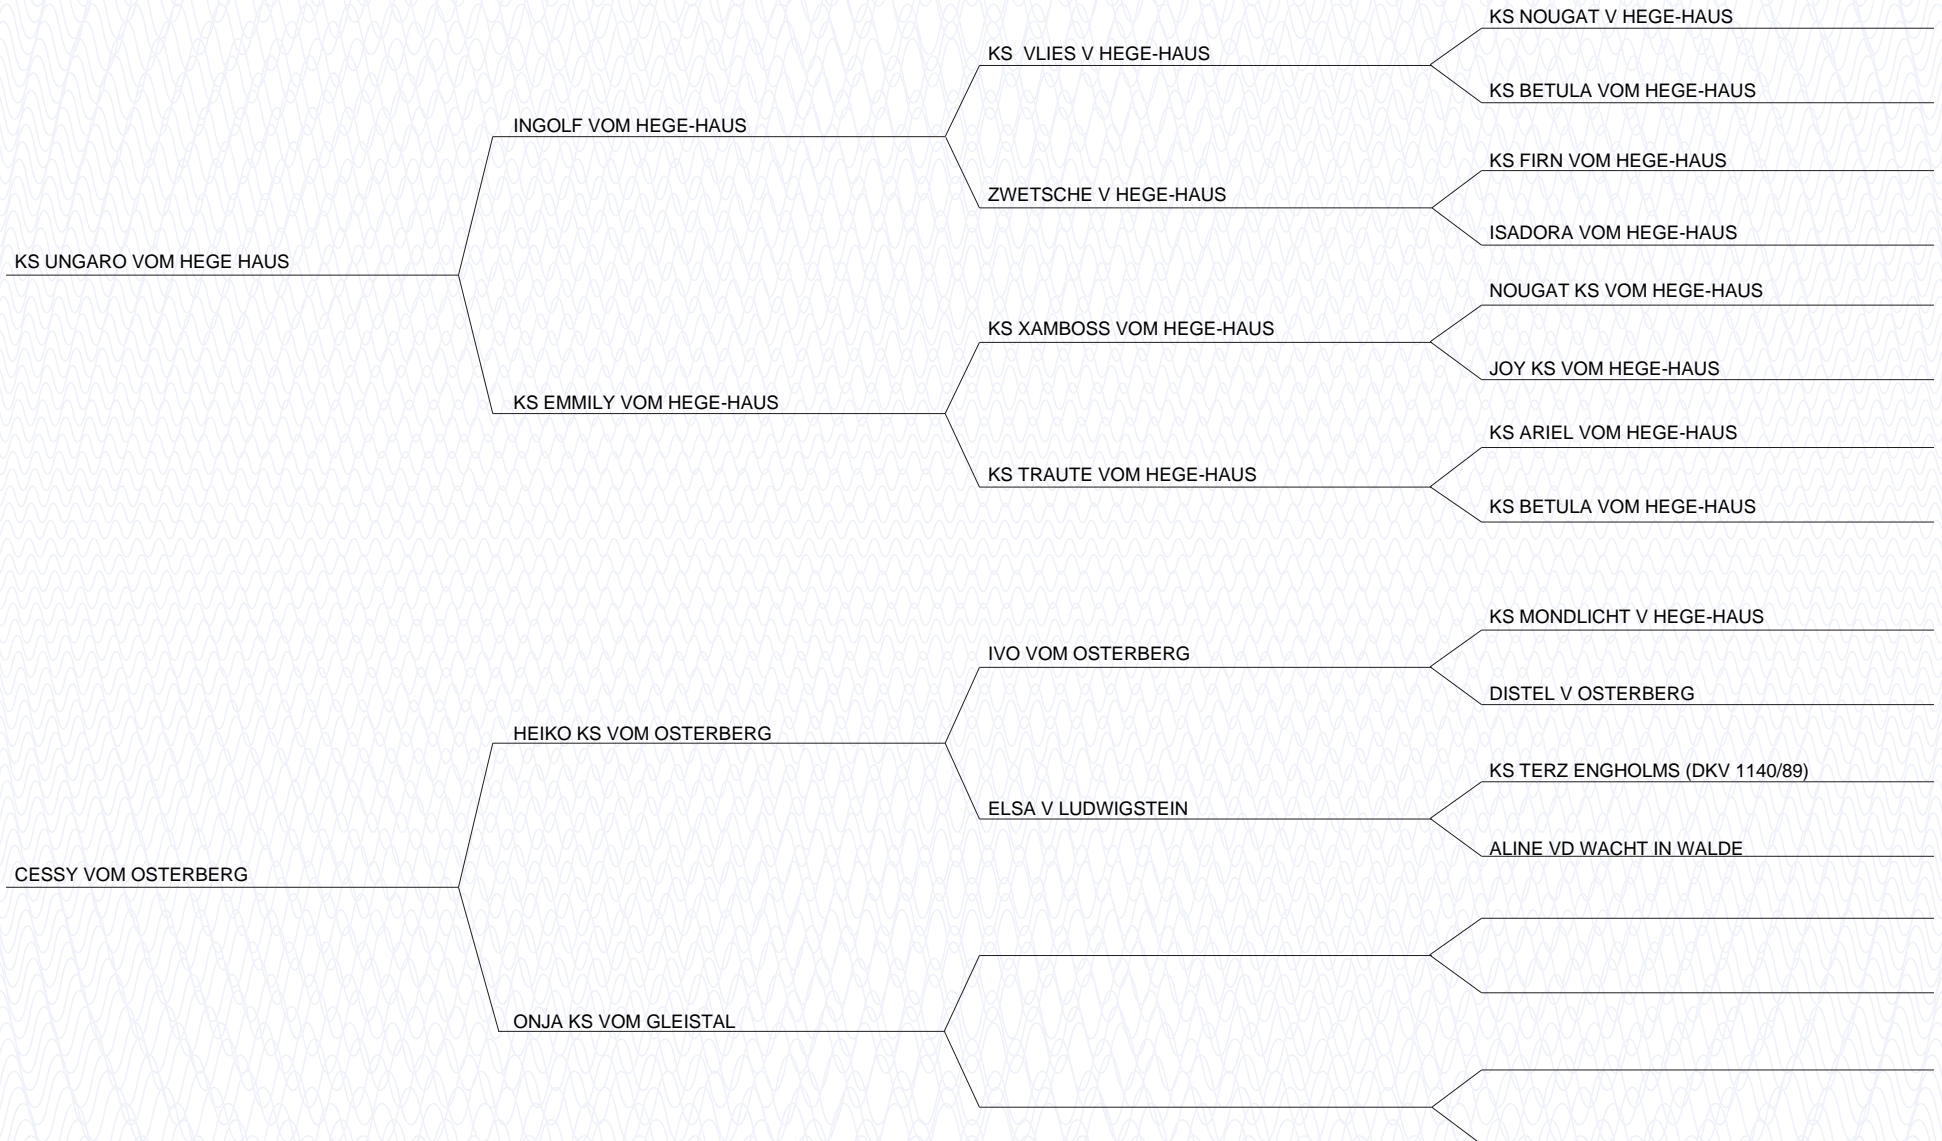 KS NOUGAT V HEGE-HAUS
KS  VLIES V HEGE-HAUS
KS BETULA VOM HEGE-HAUS
INGOLF VOM HEGE-HAUS
KS FIRN VOM HEGE-HAUS
ZWETSCHE V HEGE-HAUS
ISADORA VOM HEGE-HAUS
KS UNGARO VOM HEGE HAUS
NOUGAT KS VOM HEGE-HAUS
KS XAMBOSS VOM HEGE-HAUS
JOY KS VOM HEGE-HAUS
KS EMMILY VOM HEGE-HAUS
KS ARIEL VOM HEGE-HAUS
KS TRAUTE VOM HEGE-HAUS
KS BETULA VOM HEGE-HAUS
KS MONDLICHT V HEGE-HAUS
IVO VOM OSTERBERG
DISTEL V OSTERBERG
HEIKO KS VOM OSTERBERG
KS TERZ ENGHOLMS (DKV 1140/89)
ELSA V LUDWIGSTEIN
ALINE VD WACHT IN WALDE
CESSY VOM OSTERBERG
ONJA KS VOM GLEISTAL